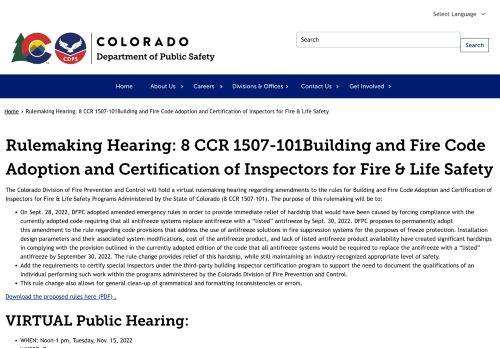 Select Language
COLORADO
Department of Public Safety
CDPS
Search
Search
Home
About Us
Careers
Divisions & Offices
Contact Us
Get Involved
Home › Rulemaking Hearing: 8 CCR 1507-101Building and Fire Code Adoption and Certification of Inspectors for Fire & Life Safety
Rulemaking Hearing: 8 CCR 1507-101Building and Fire Code
Adoption and Certification of Inspectors for Fire & Life Safety
The Colorado Division of Fire Prevention and Control will hold a virtual rulemaking hearing regarding amendments to the rules for Building and Fire Code Adoption and Certification of
Inspectors for Fire & Life Safety Programs Administered by the State of Colorado (8 CCR 1507-101). The purpose of this rulemaking will be to:
• On Sept. 28, 2022, DFPC adopted amended emergency rules in order to provide immediate relief of hardship that would have been caused by forcing compliance with the
currently adopted code requiring that all antifreeze systems replace antifreeze with a “listed” antifreeze by Sept. 30, 2022. DFPC proposes to permanently adopt
this amendment to the rule regarding code provisions that address the use of antifreeze solutions in fire suppression systems for the purposes of freeze protection. Installation
design parameters and their associated system modifications, cost of the antifreeze product, and lack of listed antifreeze product availability have created significant hardships
in complying with the provision outlined in the currently adopted edition of the code that all antifreeze systems would be required to replace the antifreeze with a “listed”
antifreeze by September 30, 2022. The rule change provides relief of this hardship, while still maintaining an industry-recognized appropriate level of safety.
• Add the requirements to certify special inspectors under the third-party building inspector certification program to support the need to document the qualifications of an
individual performing such work within the programs administered by the Colorado Division of Fire Prevention and Control.
• This rule change also allows for general clean-up of grammatical and formatting inconsistencies or errors.
Download the proposed rules here (PDF) .
VIRTUAL Public Hearing:
• WHEN: Noon-1 pm, Tuesday, Nov. 15, 2022